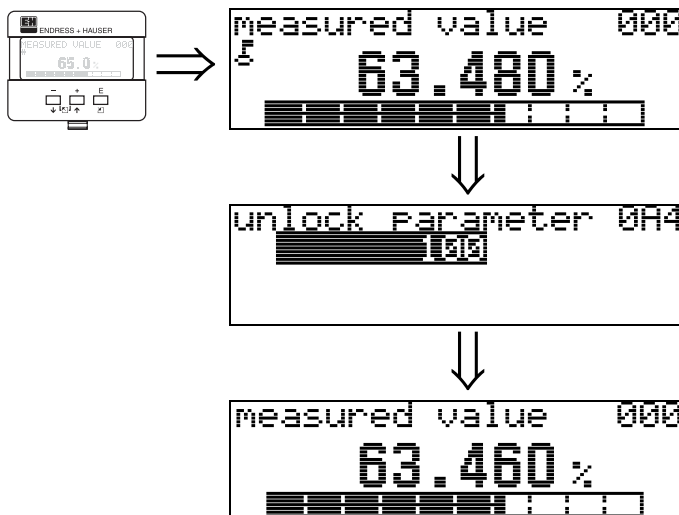 EH
ENDRESS + HAUSER
MEASURED VALUE 000
65.0 %
− + E
measured value 000
63.480 %
unlock parameter 0A4
100
measured value 000
63.460 %